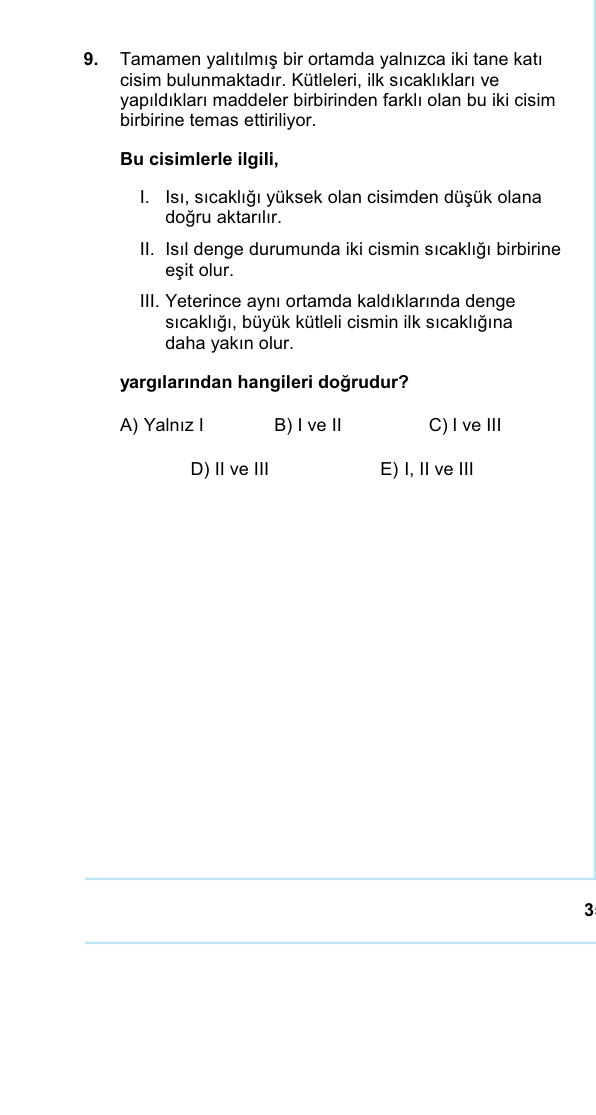 9. Tamamen yalıtılmış bir ortamda yalnızca iki tane katı
cisim bulunmaktadır. Kütleleri, ilk sıcaklıkları ve
yapıldıkları maddeler birbirinden farklı olan bu iki cisim
birbirine temas ettiriliyor.
Bu cisimlerle ilgili,
I. Isı, sıcaklığı yüksek olan cisimden düşük olana
doğru aktarılır.
II. Isıl denge durumunda iki cismin sıcaklığı birbirine
eşit olur.
III. Yeterince aynı ortamda kaldıklarında denge
sıcaklığı, büyük kütleli cismin ilk sıcaklığına
daha yakın olur.
yargılarından hangileri doğrudur?
A) Yalnız I B) I ve II C) I ve III
D) II ve III E) I, II ve III